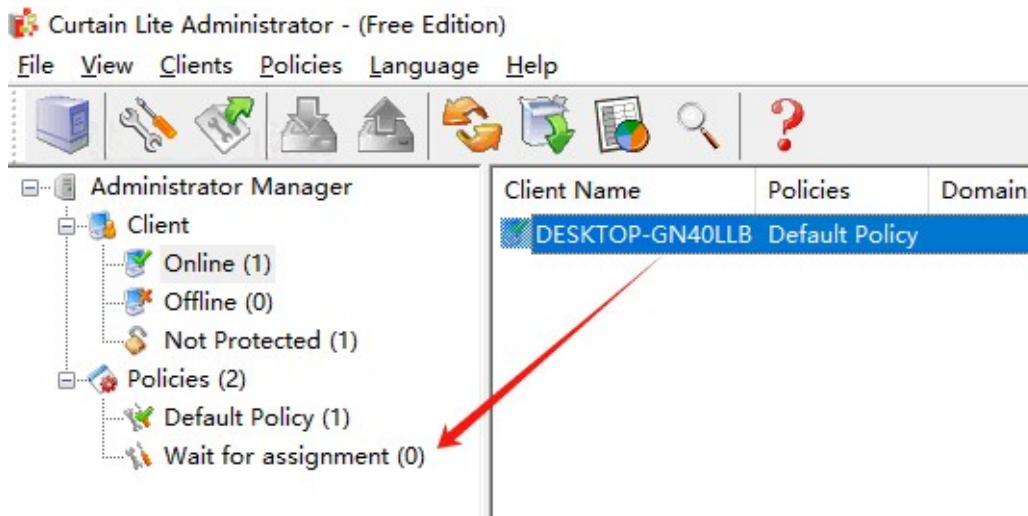 Curtain Lite Administrator - (Free Edition)
File View Clients Policies Language Help
Administrator Manager
Client
Online (1)
Offline (0)
Not Protected (1)
Policies (2)
Default Policy (1)
Wait for assignment (0)
Client Name Policies Domain
DESKTOP-GN40LLB Default Policy